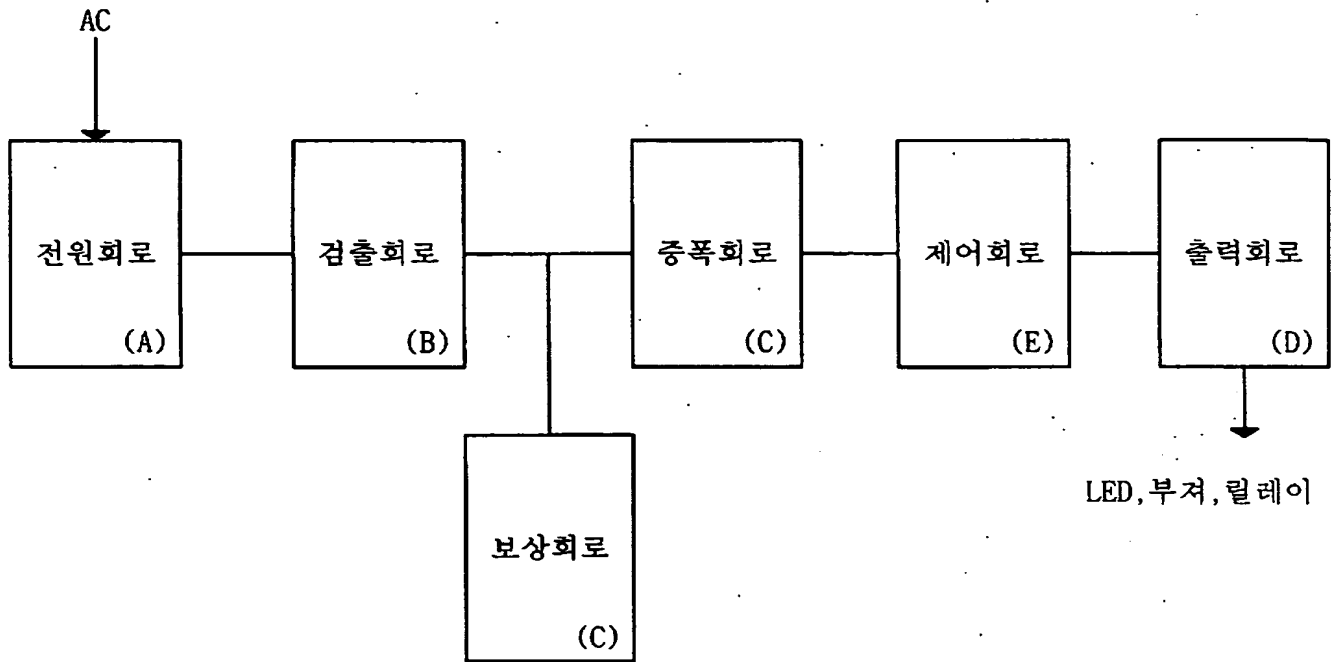 AC
전원회로
(A)
검출회로
(B)
증폭회로
(C)
제어회로
(E)
출력회로
(D)
보상회로
(C)
LED,부져,릴레이